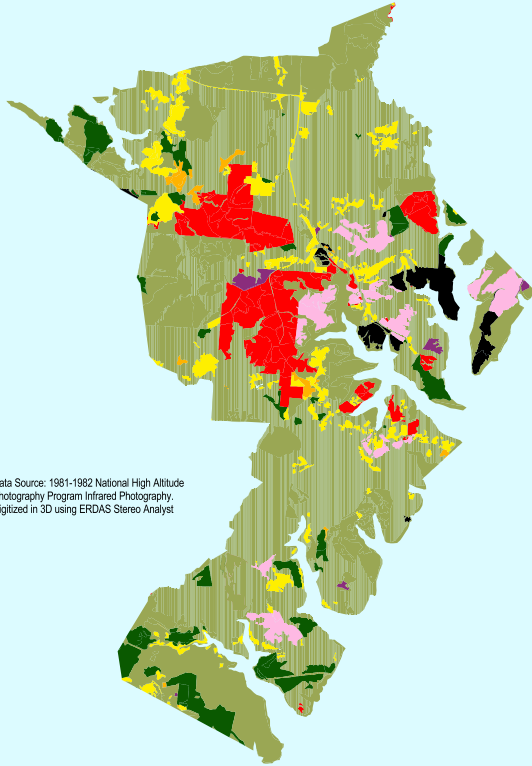 ata Source: 1981-1982 National High Altitude
hotography Program Infrared Photography.
igitized in 3D using ERDAS Stereo Analyst